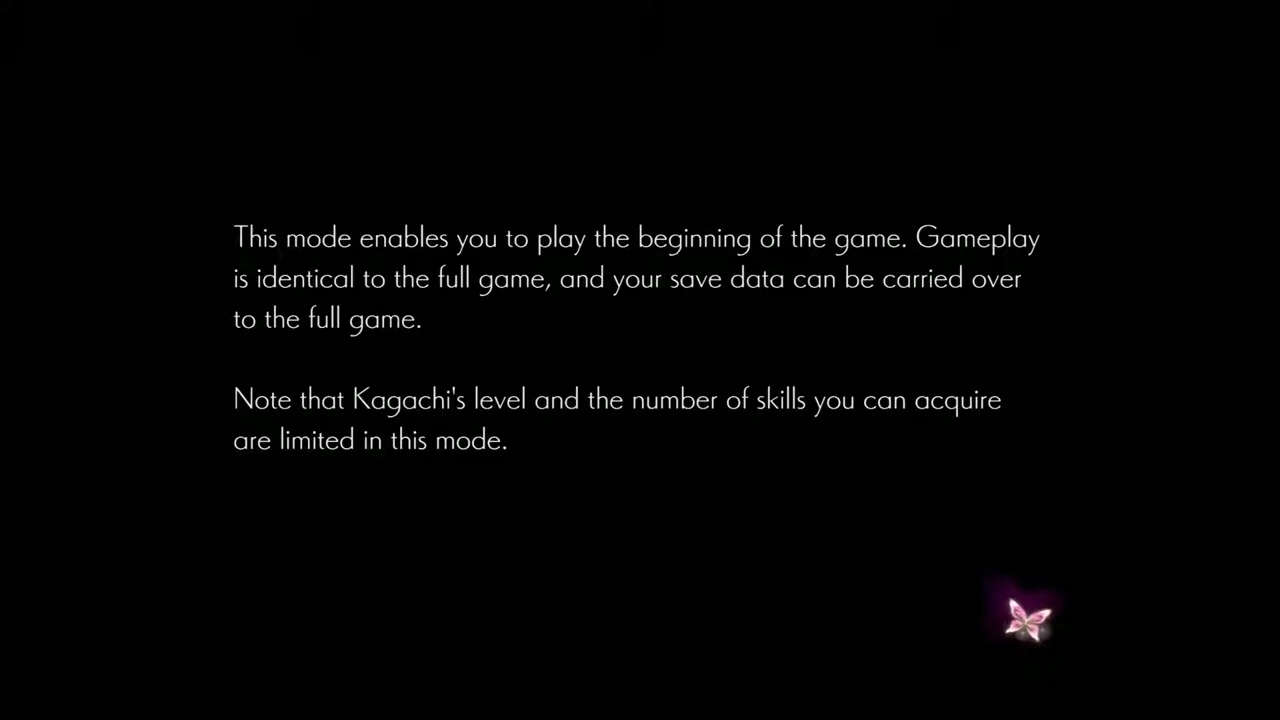 This mode enables you to play the beginning of the game. Gameplay
is identical to the full game, and your save data can be carried over
to the full game.
Note that Kagachi's level and the number of skills you can acquire
are limited in this mode.